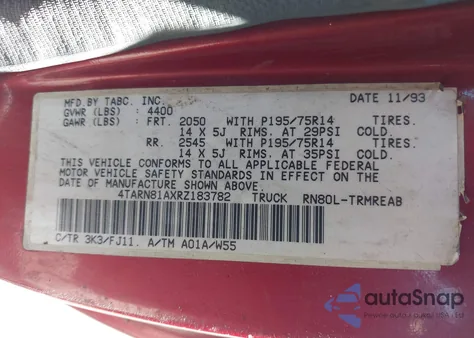 MFD.BY TABC. INC. DATE 11/93
GVWR (LBS) : 4400
GAWR (LBS) : FRT. 2050 WITH P195/75R14 TIRES.
14 X 5J RIMS. AT 29PSI COLD.
RR. 2545 WITH P195/75R14 TIRES.
14 X 5J RIMS. AT 35PSI COLD.
THIS VEHICLE CONFORMS TO ALL APPLICABLE FEDERAL
MOTOR VEHICLE SAFETY STANDARDS IN EFFECT ON THE
DATE OF MANUFACTURE SHOWN ABOVE.
4TARN81AXRZ183782 TRUCK RN80L-TRMREAB
C/TR 3K3/FJ11. A/TM A01A/W55
autoSnap